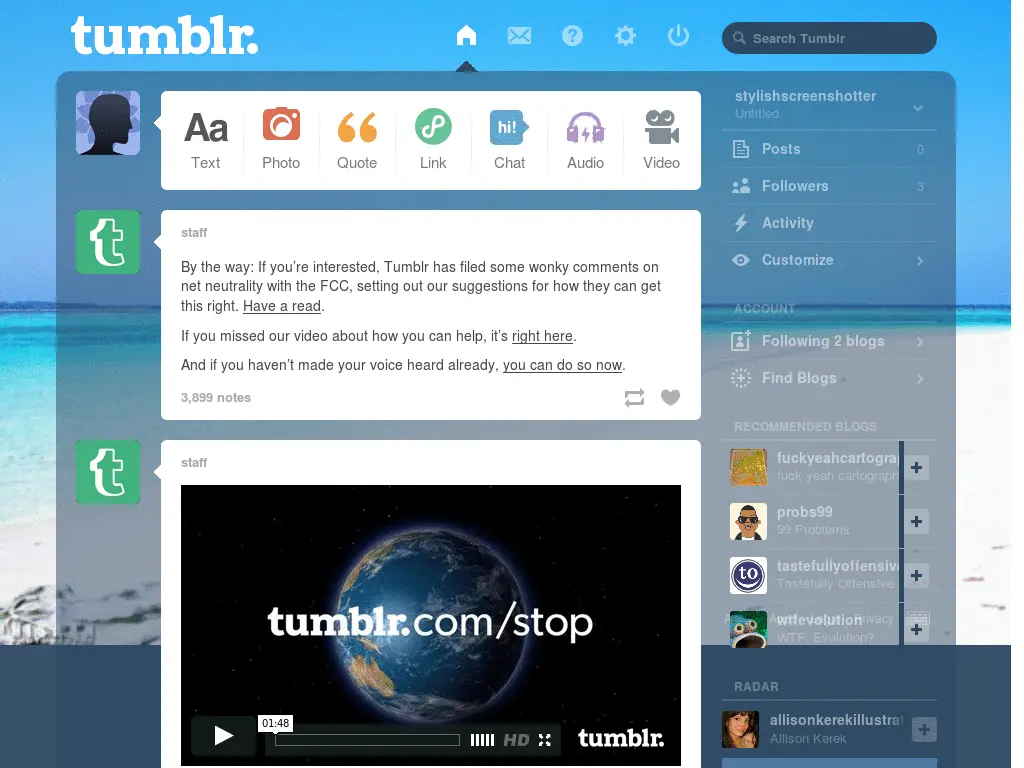 tumblr.
Search Tumblr
Aa
Text
Photo
Quote
Link
hi!
Chat
Audio
Video
stylishscreenshotter
Untitled
Posts 0
Followers 3
Activity
Customize
staff
By the way: If you’re interested, Tumblr has filed some wonky comments on
net neutrality with the FCC, setting out our suggestions for how they can get
this right. Have a read.
If you missed our video about how you can help, it’s right here.
And if you haven’t made your voice heard already, you can do so now.
3,899 notes
ACCOUNT
Following 2 blogs
Find Blogs
RECOMMENDED BLOGS
fuckyeahcartogra
fuck yeah cartograph
probs99
99 Problems
to
tastefullyoffensiv
Tastefully Offensive
wtfevolution
WTF, Evolution?
Privacy
t
staff
t
tumblr.com/stop
01:48
HD
tumblr.
RADAR
allisonkerekillustrat
Allison Kerek